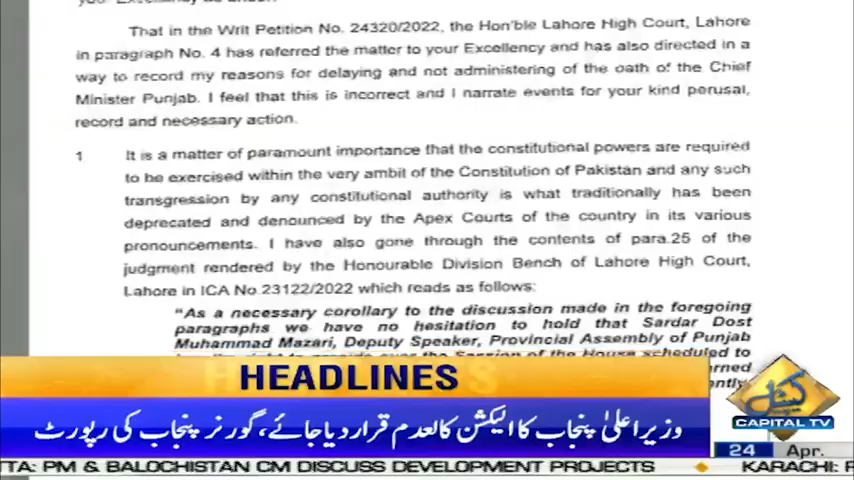 That in the Writ Petition No. 24320/2022, the Hon'ble Lahore High Court, Lahore
in paragraph No. 4 has referred the matter to your Excellency and has also directed in a
way to record my reasons for delaying and not administering of the oath of the Chief
Minister Punjab. I feel that this is incorrect and I narrate events for your kind perusal,
record and necessary action.
1 It is a matter of paramount importance that the constitutional powers are required
to be exercised within the very ambit of the Constitution of Pakistan and any such
transgression by any constitutional authority is what traditionally has been
deprecated and denounced by the Apex Courts of the country in its various
pronouncements. I have also gone through the contents of para.25 of the
judgment rendered by the Honourable Division Bench of Lahore High Court,
Lahore in ICA No.23122/2022 which reads as follows:
"As a necessary corollary to the discussion made in the foregoing
paragraphs we have no hesitation to hold that Sardar Dost
Muhammad Mazari, Deputy Speaker, Provincial Assembly of Punjab
the Session of the House scheduled to
HEADLINES
وزیراعلیٰ پنجاب کا الیکشن کالعدم قرار دیا جائے، گورنر پنجاب کی رپورٹ
کیپیٹل
CAPITAL TV
24 Apr.
TTA: PM & BALOCHISTAN CM DISCUSS DEVELOPMENT PROJECTS KARACHI: